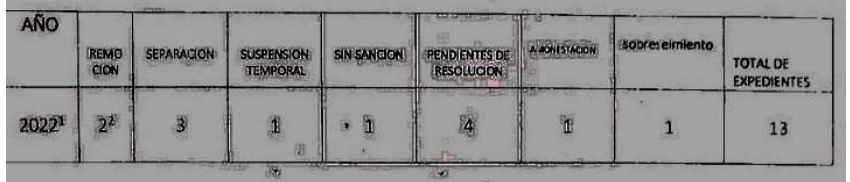 AÑO
REMO
CION
SEPARACION
SUSPENSION
TEMPORAL
SIN SANCION
PENDIENTES DE
RESOLUCION
AMONESTACION
sobreseimiento
TOTAL DE
EXPEDIENTES
2022¹ 2² 3 1 1 4 1 1 13